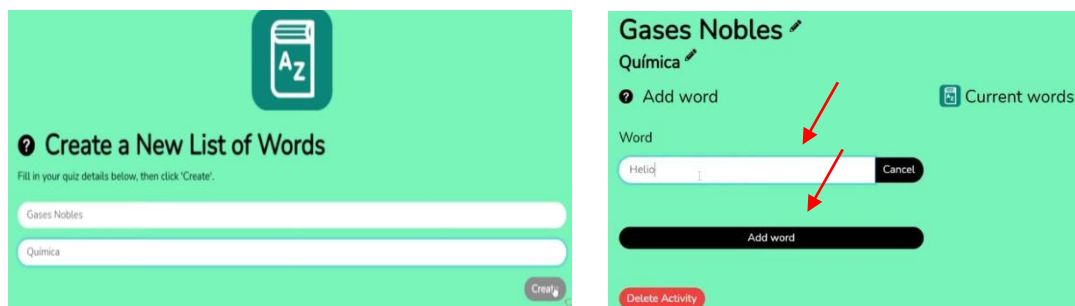 AZ
Create a New List of Words
Fill in your quiz details below, then click 'Create'.
Gases Nobles
Química
Create
Gases Nobles
Química
Add word
Current words
Word
Helio
Cancel
Add word
Delete Activity